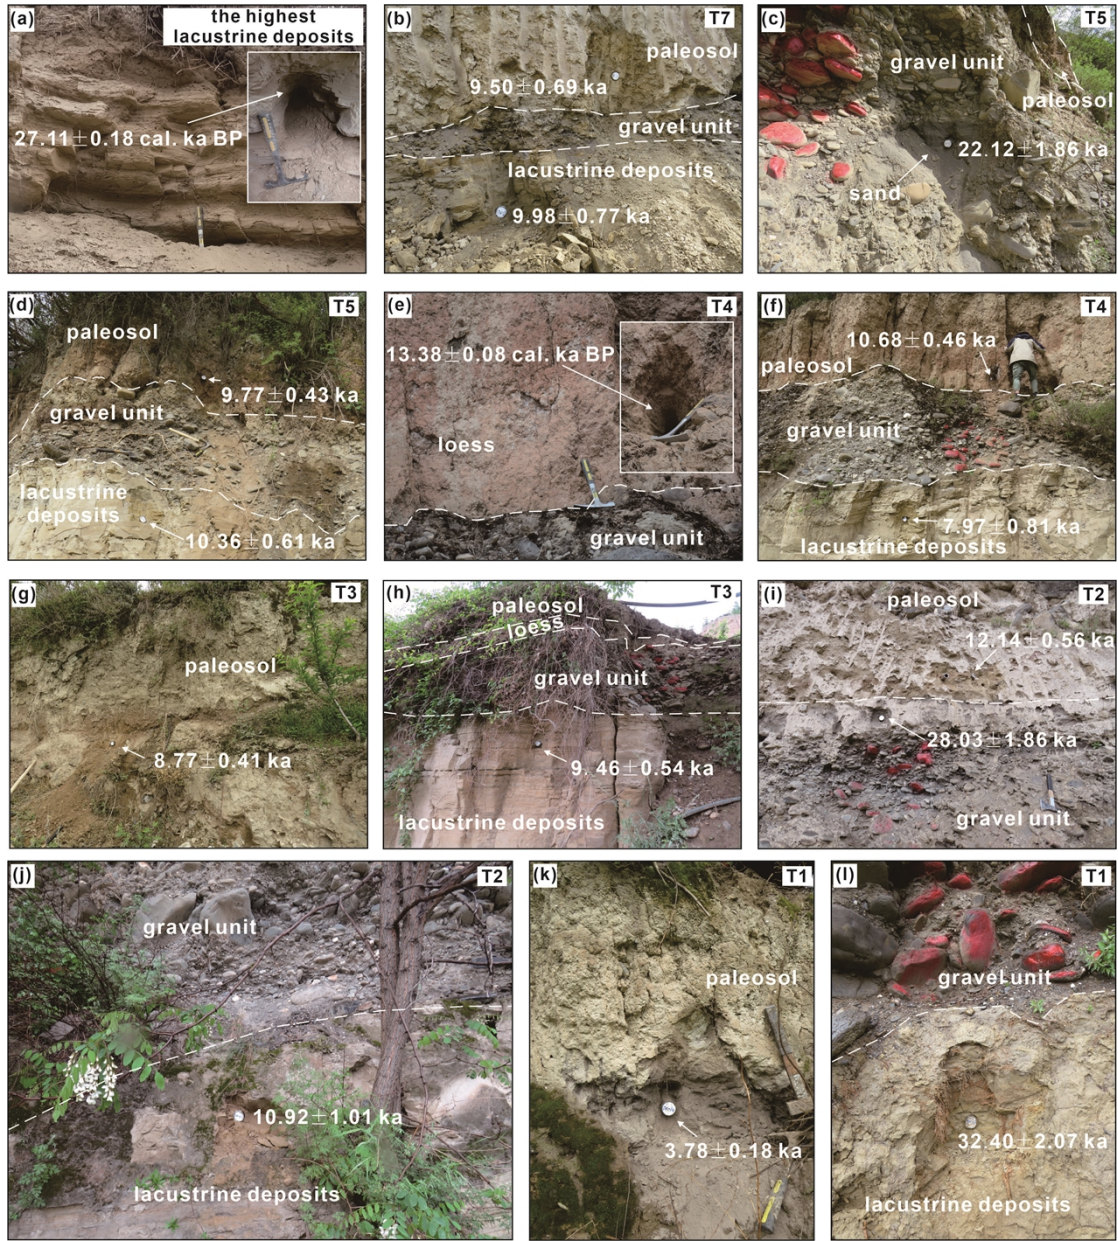 (a)
the highest
lacustrine deposits
27.11±0.18 cal. ka BP
(b)
T7
paleosol
9.50±0.69 ka
gravel unit
lacustrine deposits
9.98±0.77 ka
(c)
T5
gravel unit
paleosol
22.12±1.86 ka
sand
(d)
T5
paleosol
9.77±0.43 ka
gravel unit
lacustrine
deposits
10.36±0.61 ka
(e)
T4
13.38±0.08 cal. ka BP
loess
gravel unit
(f)
T4
10.68±0.46 ka
paleosol
gravel unit
7.97±0.81 ka
lacustrine deposits
(g)
T3
paleosol
8.77±0.41 ka
(h)
T3
paleosol
loess
gravel unit
9.46±0.54 ka
lacustrine deposits
(i)
T2
paleosol
12.14±0.56 ka
28.03±1.86 ka
gravel unit
(j)
T2
gravel unit
10.92±1.01 ka
lacustrine deposits
(k)
T1
paleosol
3.78±0.18 ka
(l)
T1
gravel unit
32.40±2.07 ka
lacustrine deposits